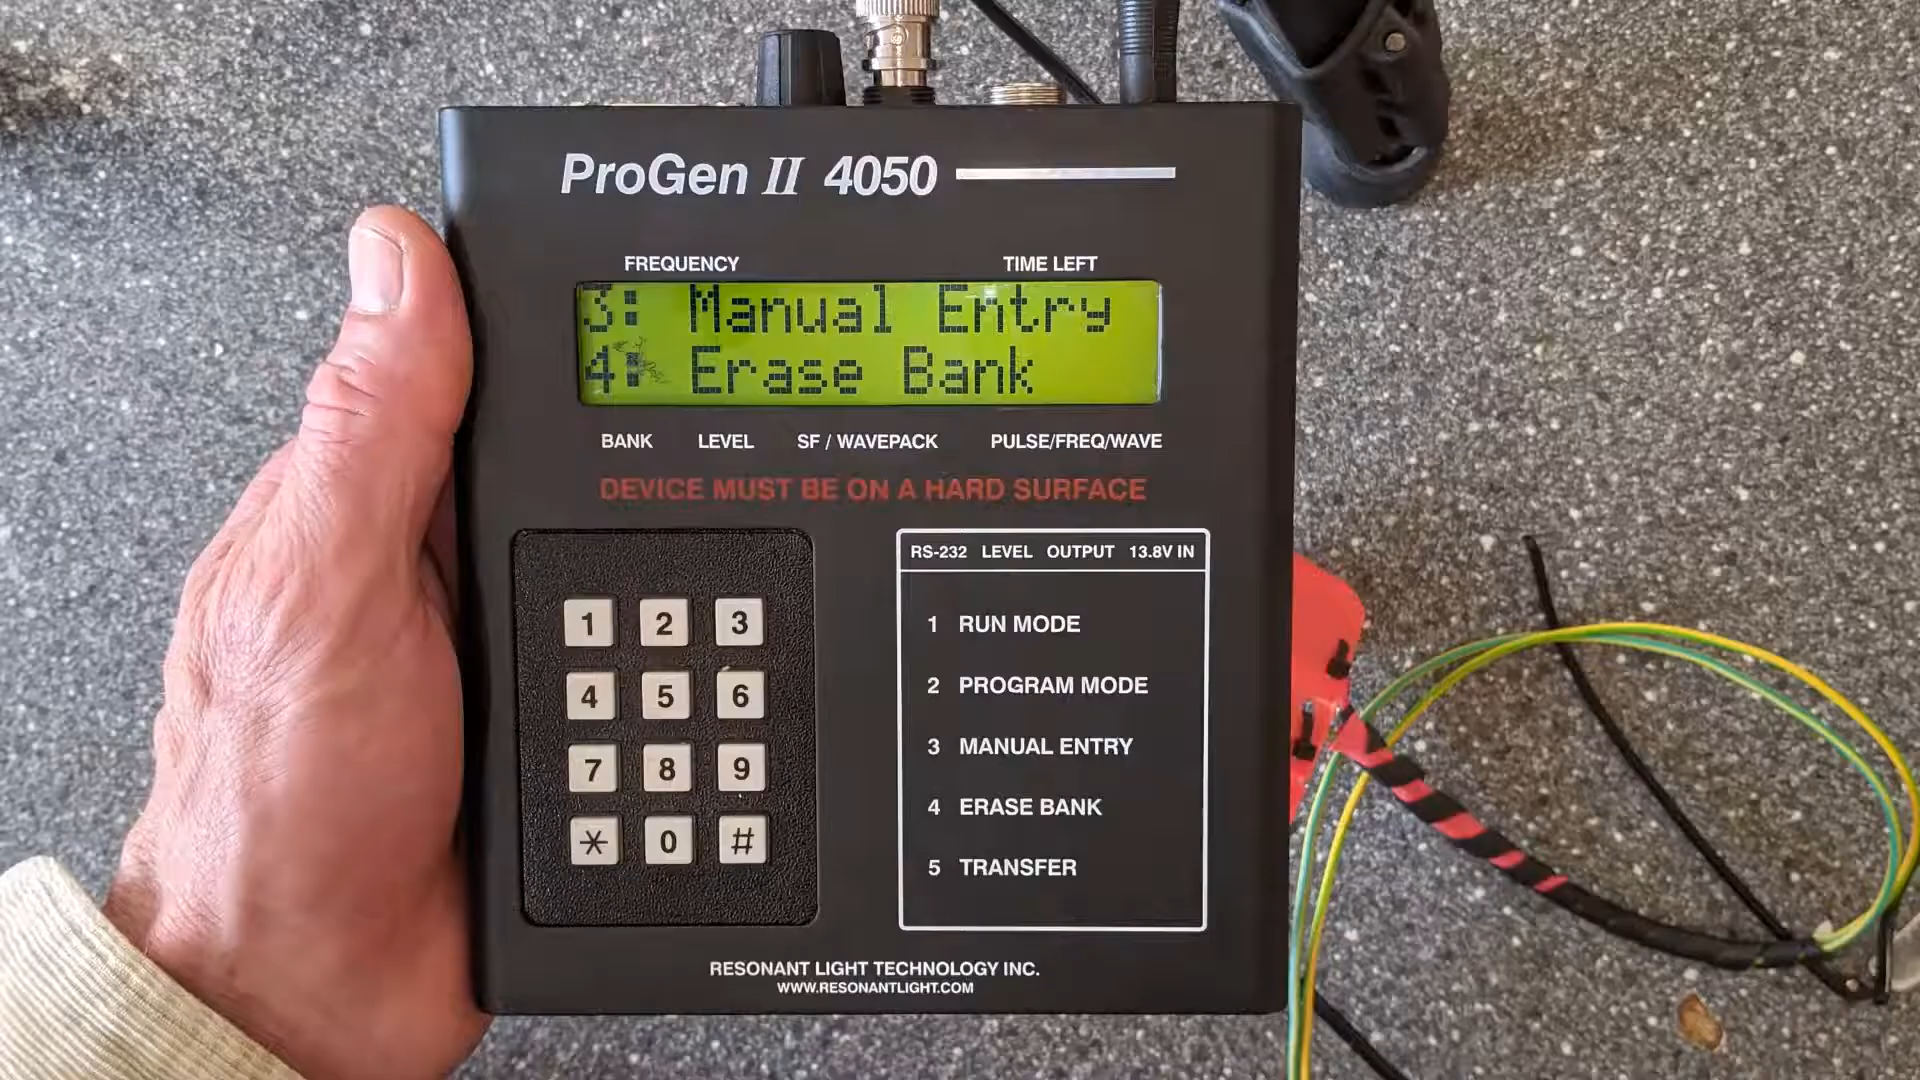 ProGen II 4050
FREQUENCY TIME LEFT
3: Manual Entry
4: Erase Bank
BANK LEVEL SF / WAVEPACK PULSE/FREQ/WAVE
DEVICE MUST BE ON A HARD SURFACE
1 2 3
4 5 6
7 8 9
* 0 #
RS-232 LEVEL OUTPUT 13.8V IN
1 RUN MODE
2 PROGRAM MODE
3 MANUAL ENTRY
4 ERASE BANK
5 TRANSFER
RESONANT LIGHT TECHNOLOGY INC.
WWW.RESONANTLIGHT.COM